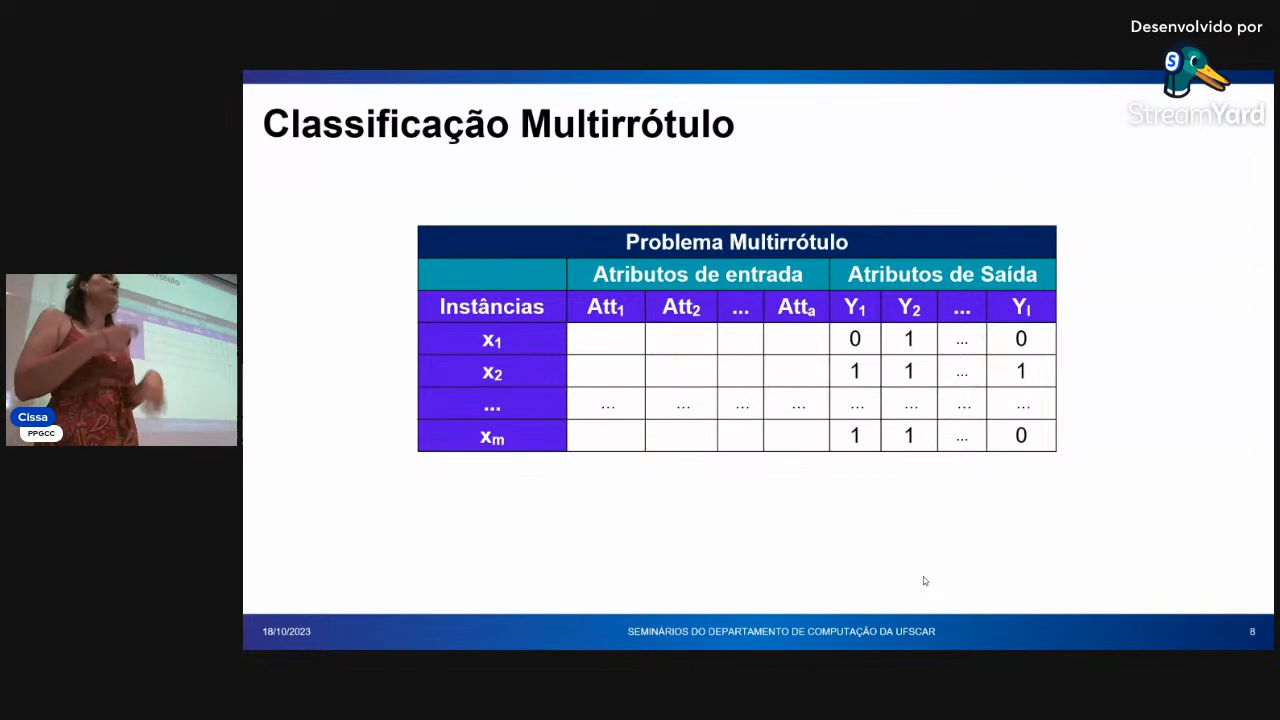 Desenvolvido por
S
StreamYard
Classificação Multirrótulo
Problema Multirrótulo
Atributos de entrada Atributos de Saída
Instâncias Att1 Att2 ... Atta Y1 Y2 ... Yl
x1 0 1 ... 0
x2 1 1 ... 1
... ... ... ... ... ... ... ... ...
xm 1 1 ... 0
Cissa
PPGCC
18/10/2023 SEMINÁRIOS DO DEPARTAMENTO DE COMPUTAÇÃO DA UFSCAR 8